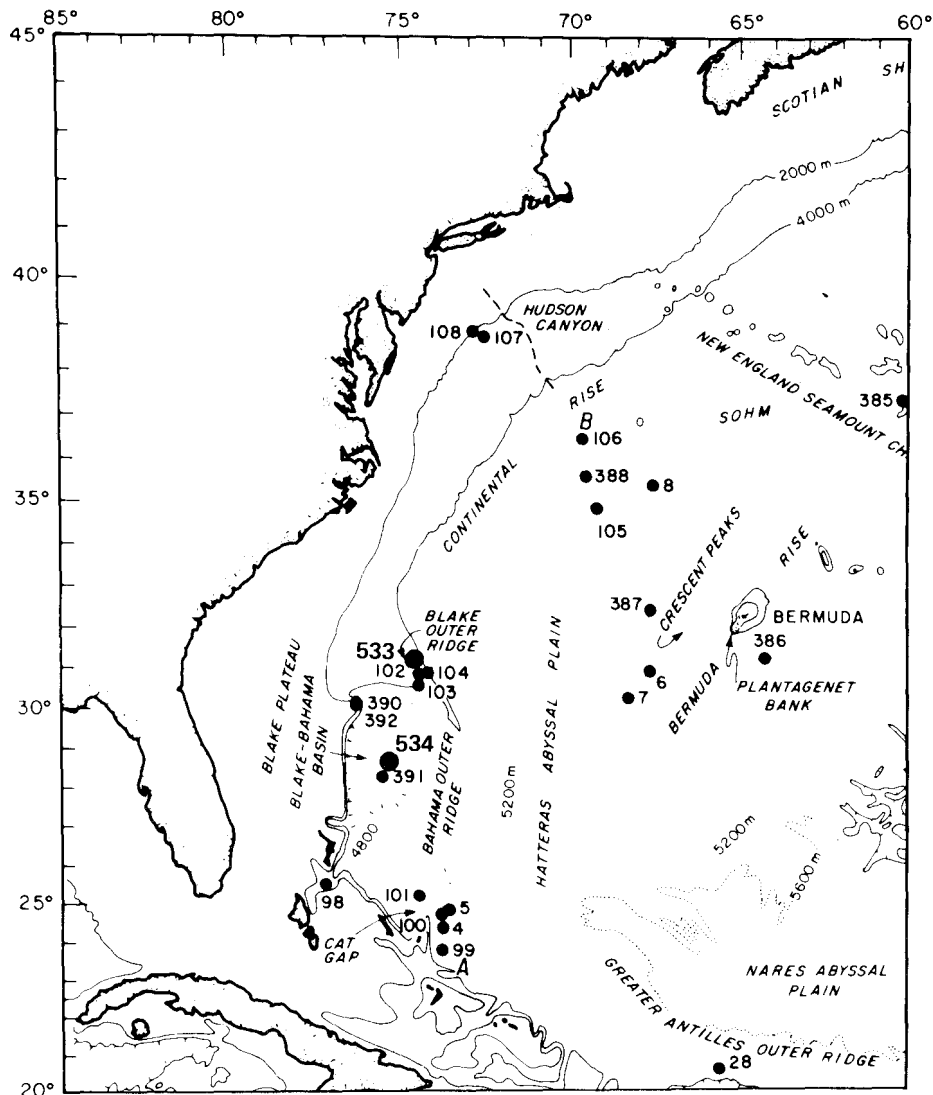 85° 80° 75° 70° 65° 60°
45°
SCOTIAN SH
2000 m
4000 m
40°
HUDSON
CANYON
108 107
NEW ENGLAND SEAMOUNT CH
385
RISE
B
106
SOHM
388
8
35°
105
CONTINENTAL
CRESCENT PEAKS
RISE
387
BERMUDA
BLAKE
OUTER
RIDGE
533
102 104
103
386
6
7
BERMUDA
PLANTAGENET
BANK
30°
390
392
BLAKE PLATEAU
BLAKE-BAHAMA
BASIN
534
391
BAHAMA OUTER
RIDGE
5200m
HATTERAS ABYSSAL PLAIN
4800
5200 m
5600 m
25°
98
101
5
100
4
99
CAT
GAP
A
NARES ABYSSAL
PLAIN
GREATER ANTILLES OUTER RIDGE
28
20°